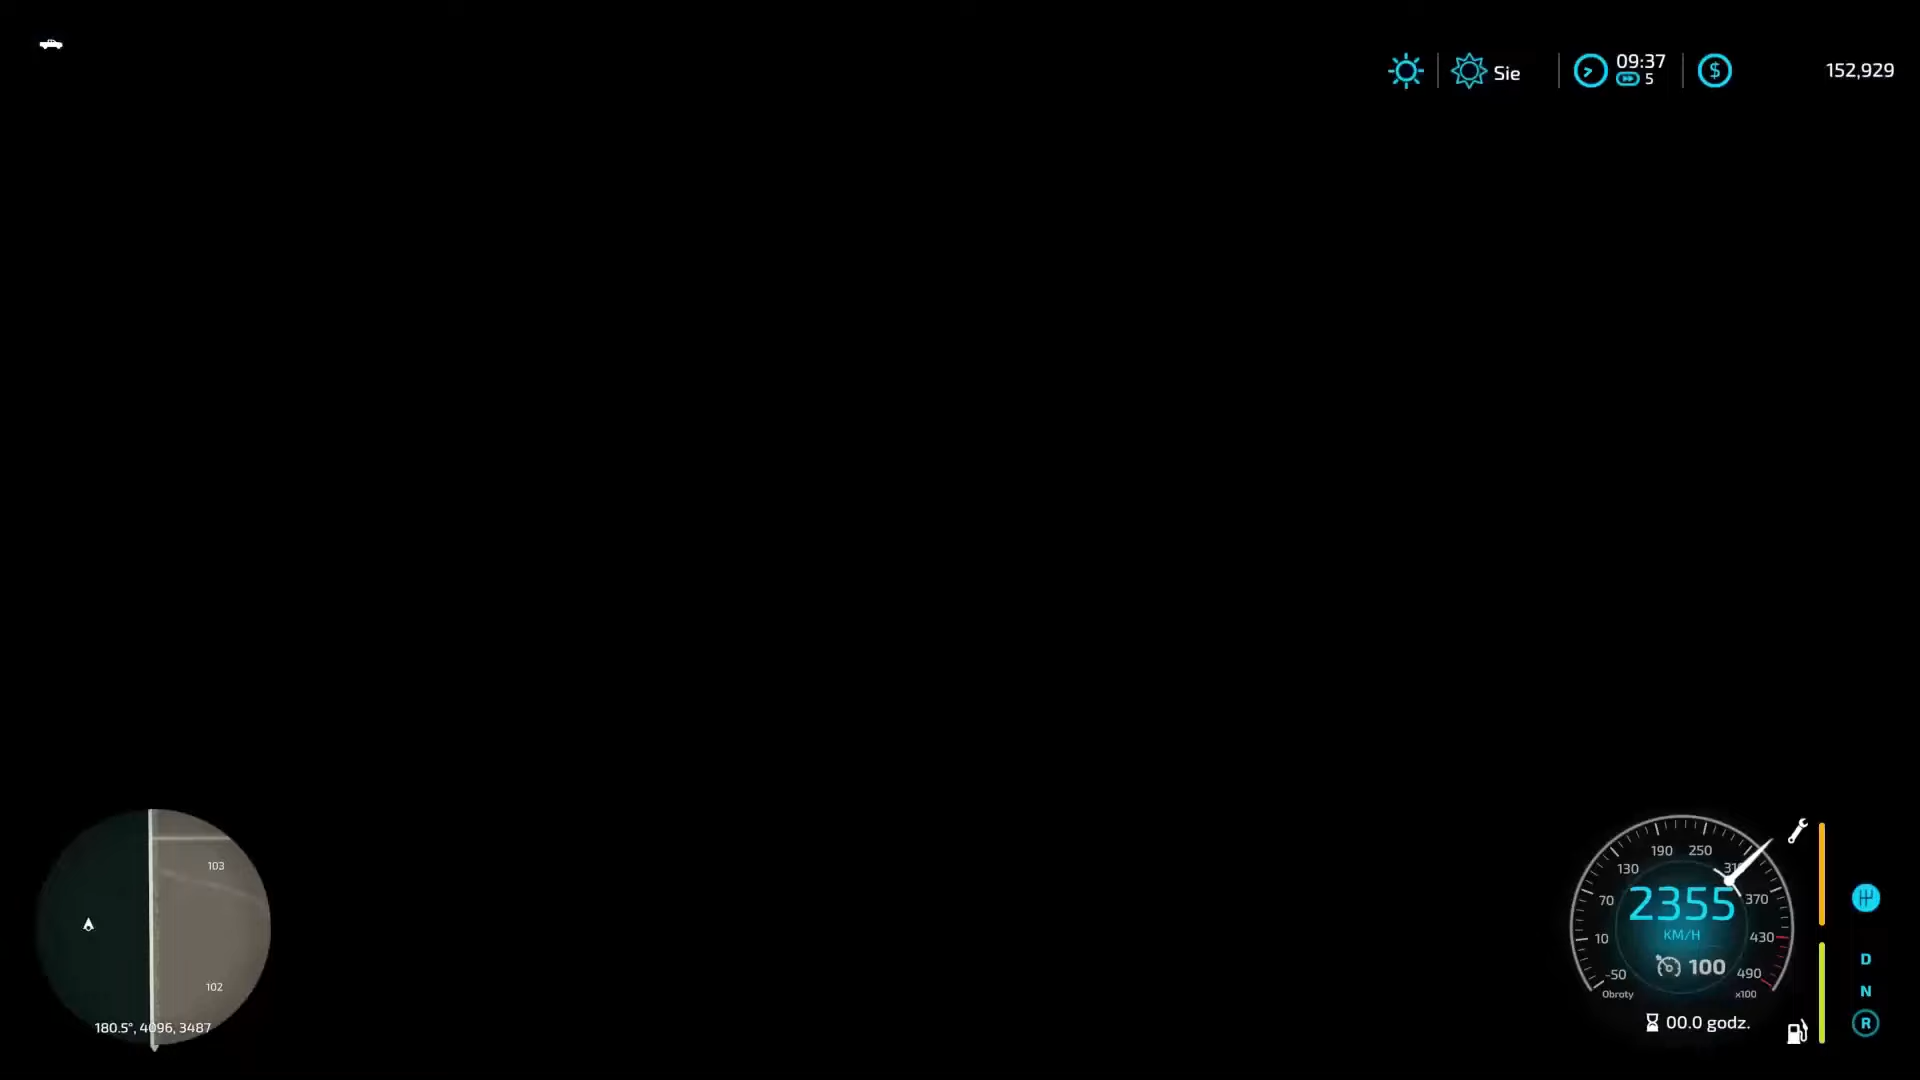 Sie
09:37
5
$
152,929
103
102
180.5°, 4096, 3487
190 250
130 310
70 370
2355
KM/H
10 430
100
-50 490
Obroty x100
00.0 godz.
D
N
R